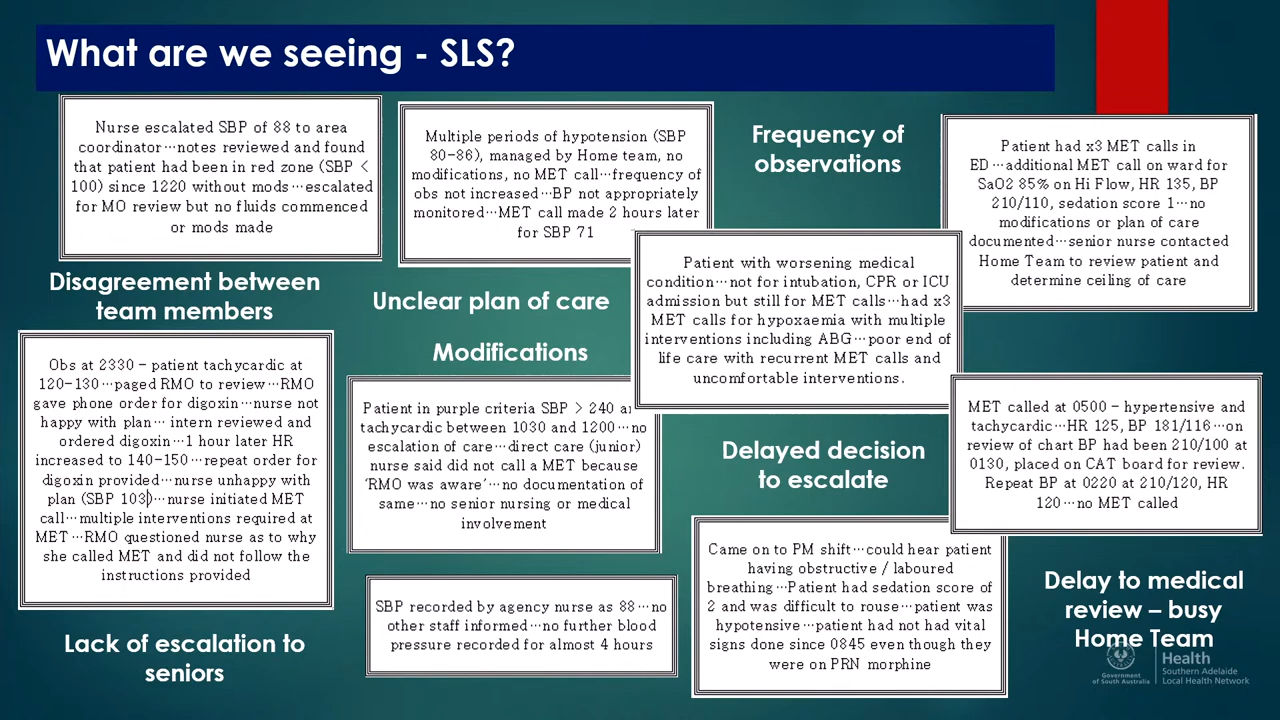 What are we seeing - SLS?
Nurse escalated SBP of 88 to area
coordinator…notes reviewed and found
that patient had been in red zone (SBP <
100) since 1220 without mods…escalated
for MO review but no fluids commenced
or mods made
Multiple periods of hypotension (SBP
80-86), managed by Home team, no
modifications, no MET call…frequency of
obs not increased…BP not appropriately
monitored…MET call made 2 hours later
for SBP 71
Frequency of
observations
Patient had x3 MET calls in
ED…additional MET call on ward for
SaO2 85% on Hi Flow, HR 135, BP
210/110, sedation score 1…no
modifications or plan of care
documented…senior nurse contacted
Home Team to review patient and
determine ceiling of care
Disagreement between
team members
Unclear plan of care
Modifications
Patient with worsening medical
condition…not for intubation, CPR or ICU
admission but still for MET calls…had x3
MET calls for hypoxaemia with multiple
interventions including ABG…poor end of
life care with recurrent MET calls and
uncomfortable interventions.
Obs at 2330 – patient tachycardic at
120-130…paged RMO to review…RMO
gave phone order for digoxin…nurse not
happy with plan… intern reviewed and
ordered digoxin…1 hour later HR
increased to 140-150…repeat order for
digoxin provided…nurse unhappy with
plan (SBP 103)…nurse initiated MET
call…multiple interventions required at
MET…RMO questioned nurse as to why
she called MET and did not follow the
instructions provided
Patient in purple criteria SBP > 240
tachycardic between 1030 and 1200…no
escalation of care…direct care (junior)
nurse said did not call a MET because
‘RMO was aware’…no documentation of
same…no senior nursing or medical
involvement
Delayed decision
to escalate
MET called at 0500 – hypertensive and
tachycardic…HR 125, BP 181/116…on
review of chart BP had been 210/100 at
0130, placed on CAT board for review.
Repeat BP at 0220 at 210/120, HR
120…no MET called
SBP recorded by agency nurse as 88…no
other staff informed…no further blood
pressure recorded for almost 4 hours
Came on to PM shift…could hear patient
having obstructive / laboured
breathing…Patient had sedation score of
2 and was difficult to rouse…patient was
hypotensive…patient had not had vital
signs done since 0845 even though they
were on PRN morphine
Lack of escalation to
seniors
Delay to medical
review – busy
Home Team
Government
of South Australia
Health
Southern Adelaide
Local Health Network